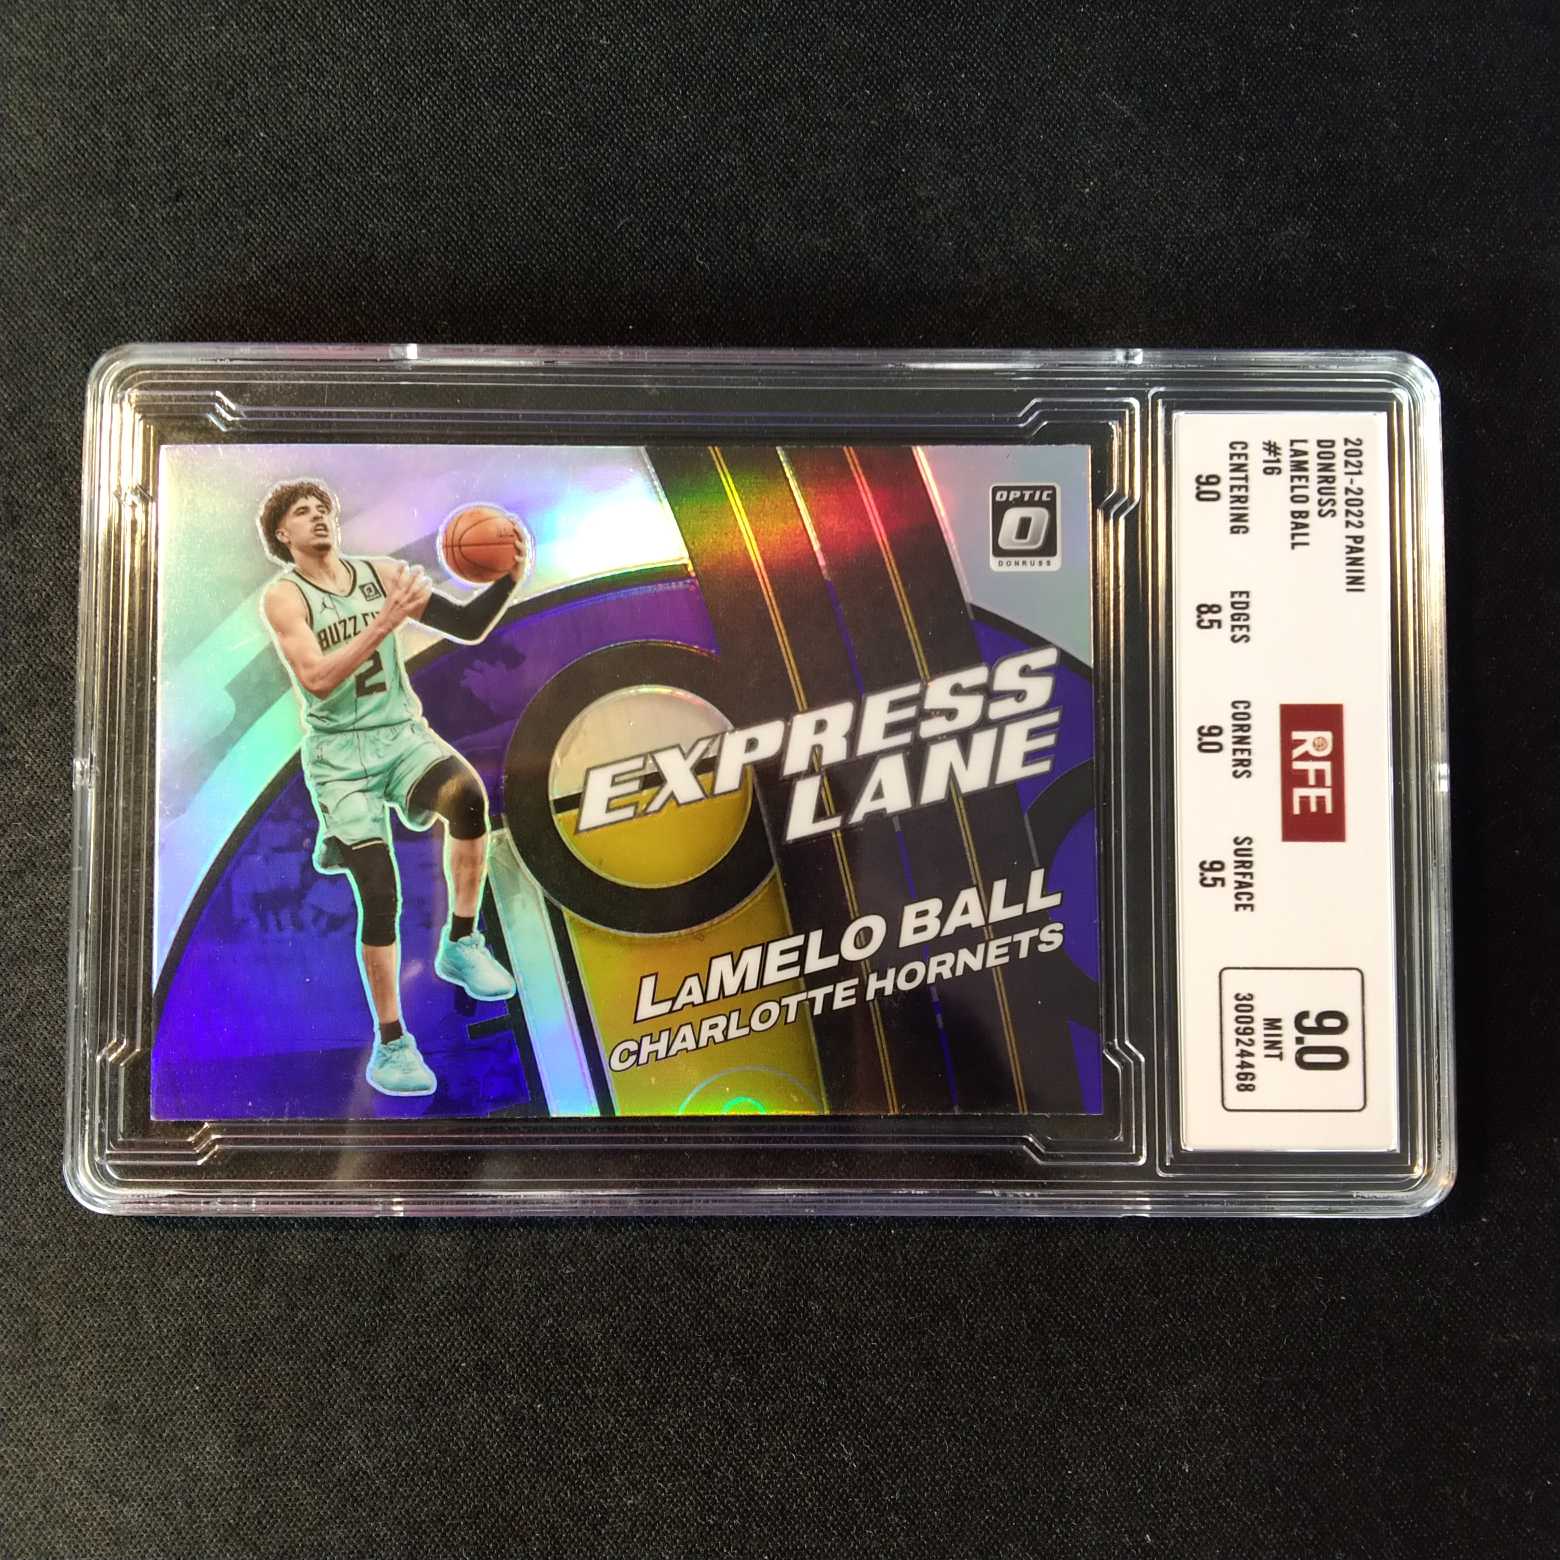 OPTIC
DONRUSS
BUZZ CI
2
EXPRESS
LANE
LAMELO BALL
CHARLOTTE HORNETS
2021-2022 PANINI
DONRUSS
LAMELO BALL
#16
CENTERING EDGES CORNERS SURFACE
9.0 8.5 9.0 9.5
RFE
9.0
MINT
300924468